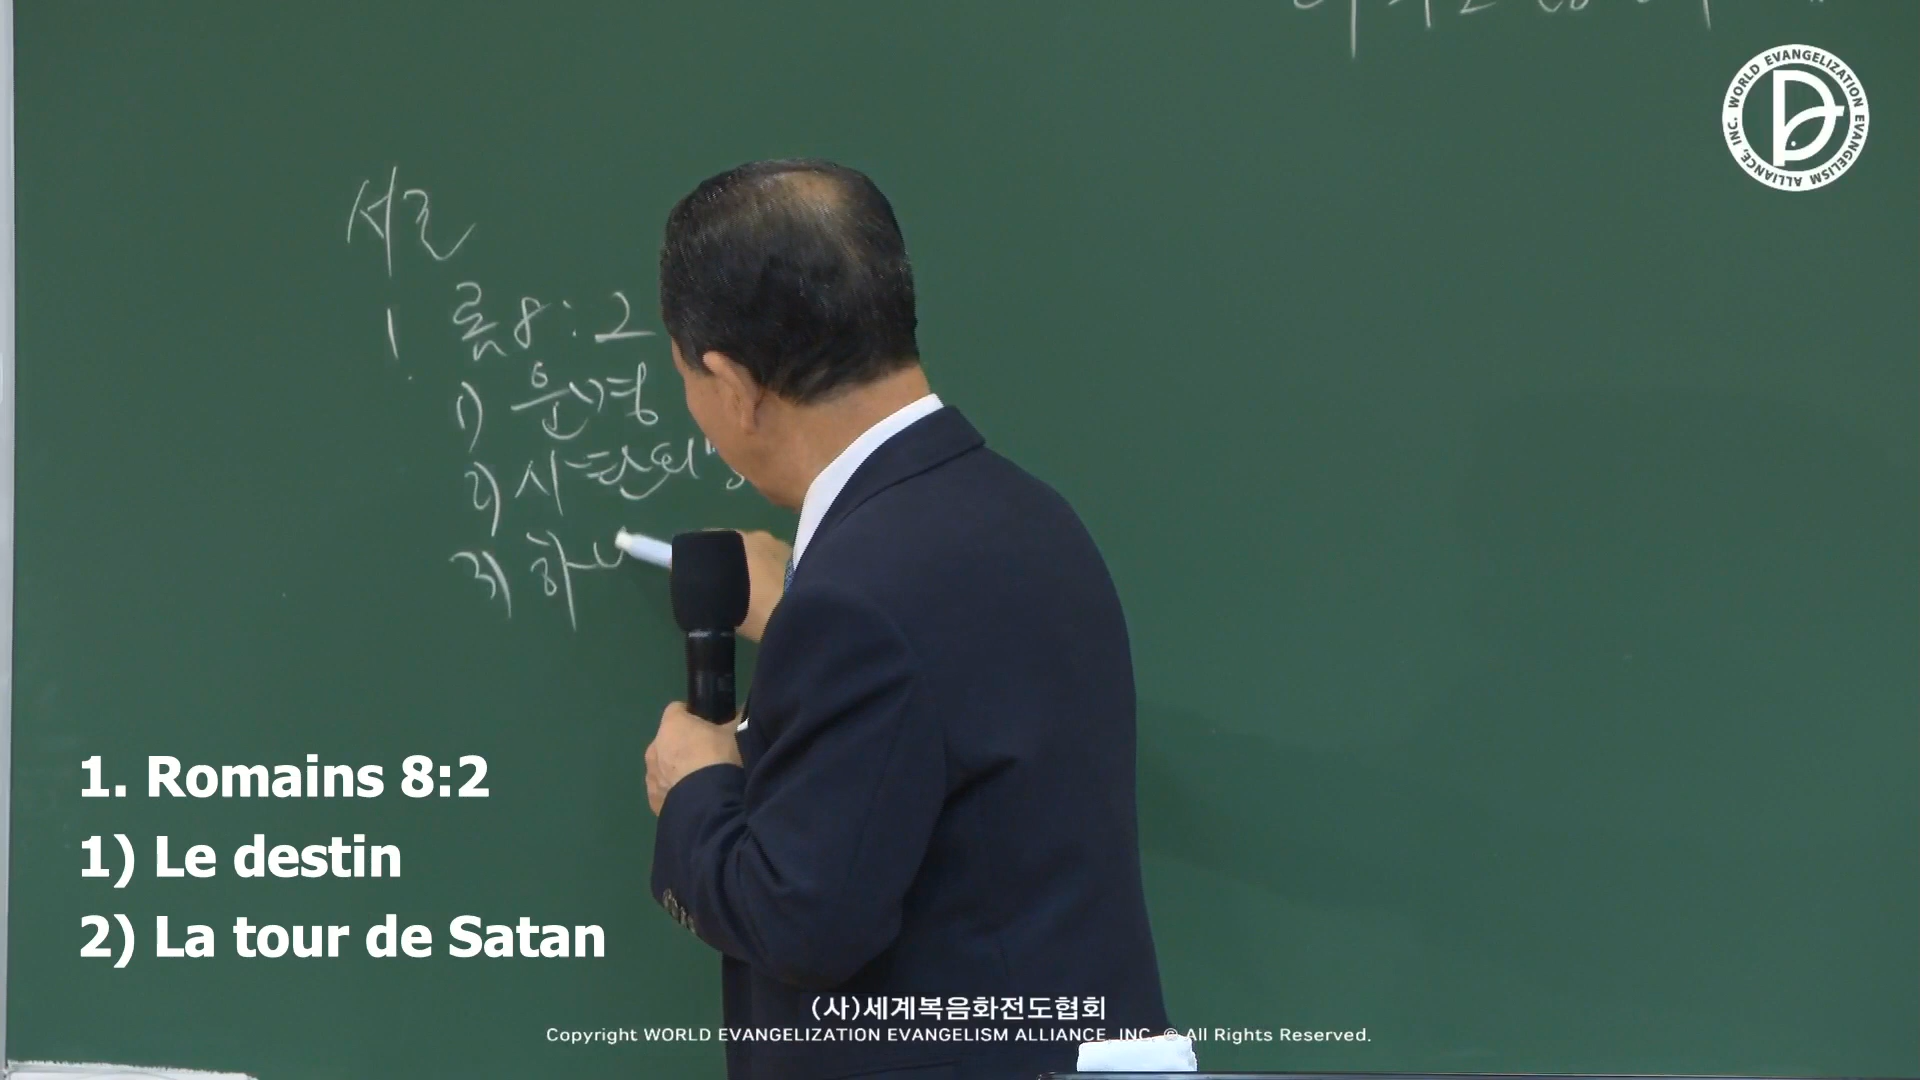 WORLD EVANGELIZATION EVANGELISM ALLIANCE, INC.
서론
1 롬 8:2
1) 운명
2) 사탄
3) 하나
1. Romains 8:2
1) Le destin
2) La tour de Satan
(사)세계복음화전도협회
Copyright WORLD EVANGELIZATION EVANGELISM ALLIANCE, INC. © All Rights Reserved.